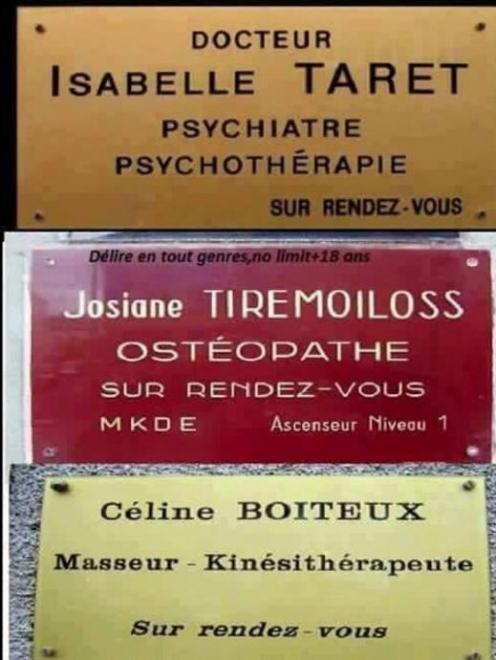 DOCTEUR
ISABELLE TARET
PSYCHIATRE
PSYCHOTHÉRAPIE
SUR RENDEZ-VOUS
Délire en tout genres,no limit+18 ans
Josiane TIREMOILOSS
OSTÉOPATHE
SUR RENDEZ-VOUS
MKDE Ascenseur Niveau 1
Céline BOITEUX
Masseur - Kinésithérapeute
Sur rendez-vous